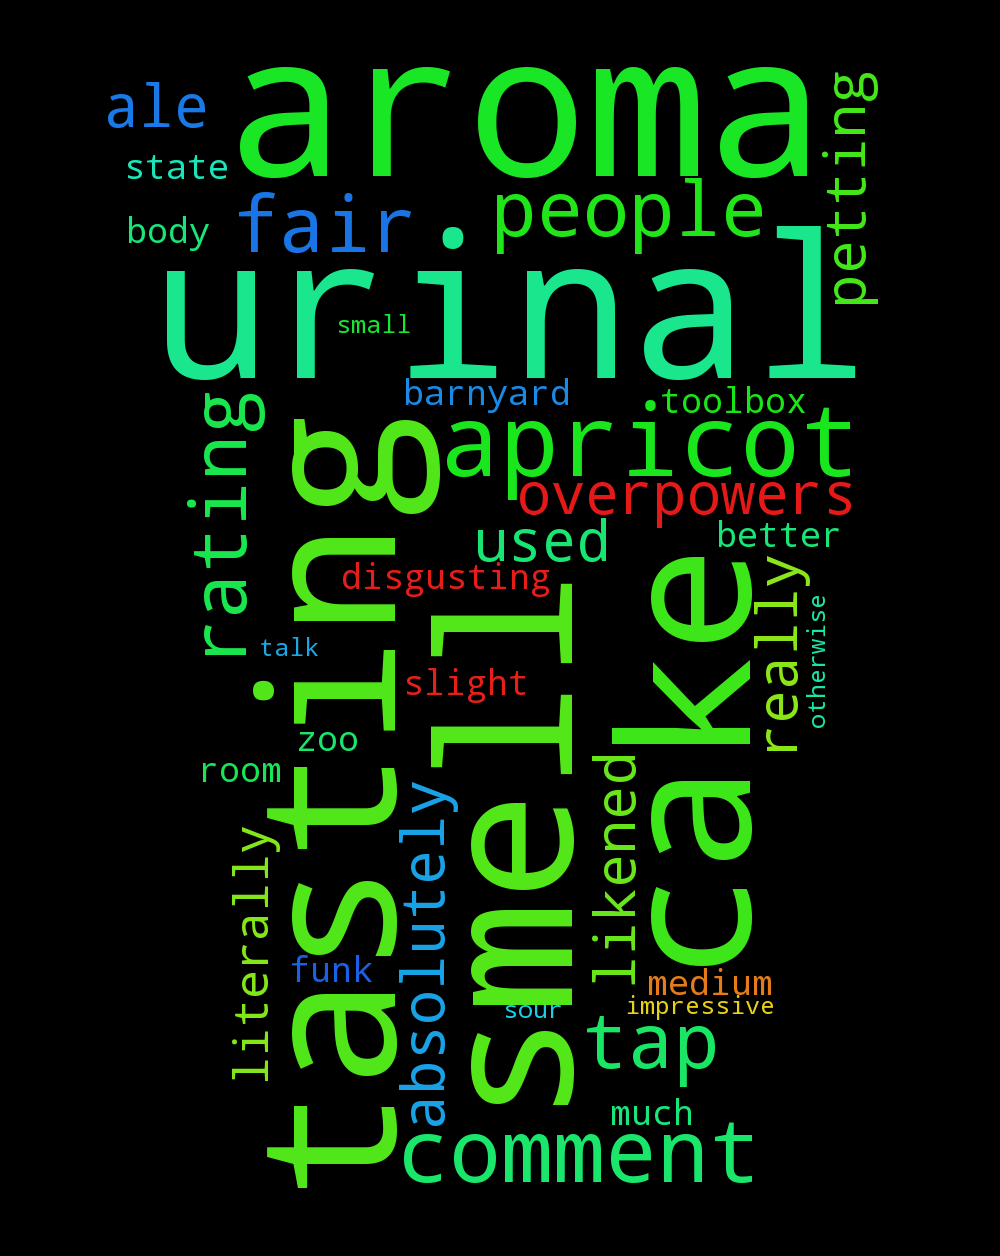 aroma
ale
petting
state
people
fair
body
urinal
small
barnyard
toolbox
rating
apricot
tasting
overpowers
used
better
disgusting
smell
cake
really
otherwise
talk
slight
zoo
room
likened
absolutely
literally
funk
medium
impressive
sour
tap
much
comment